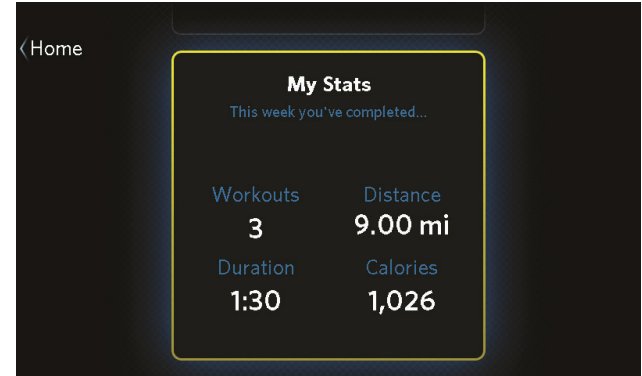 Home
My Stats
This week you've completed...
Workouts Distance
3 9.00 mi
Duration Calories
1:30 1,026